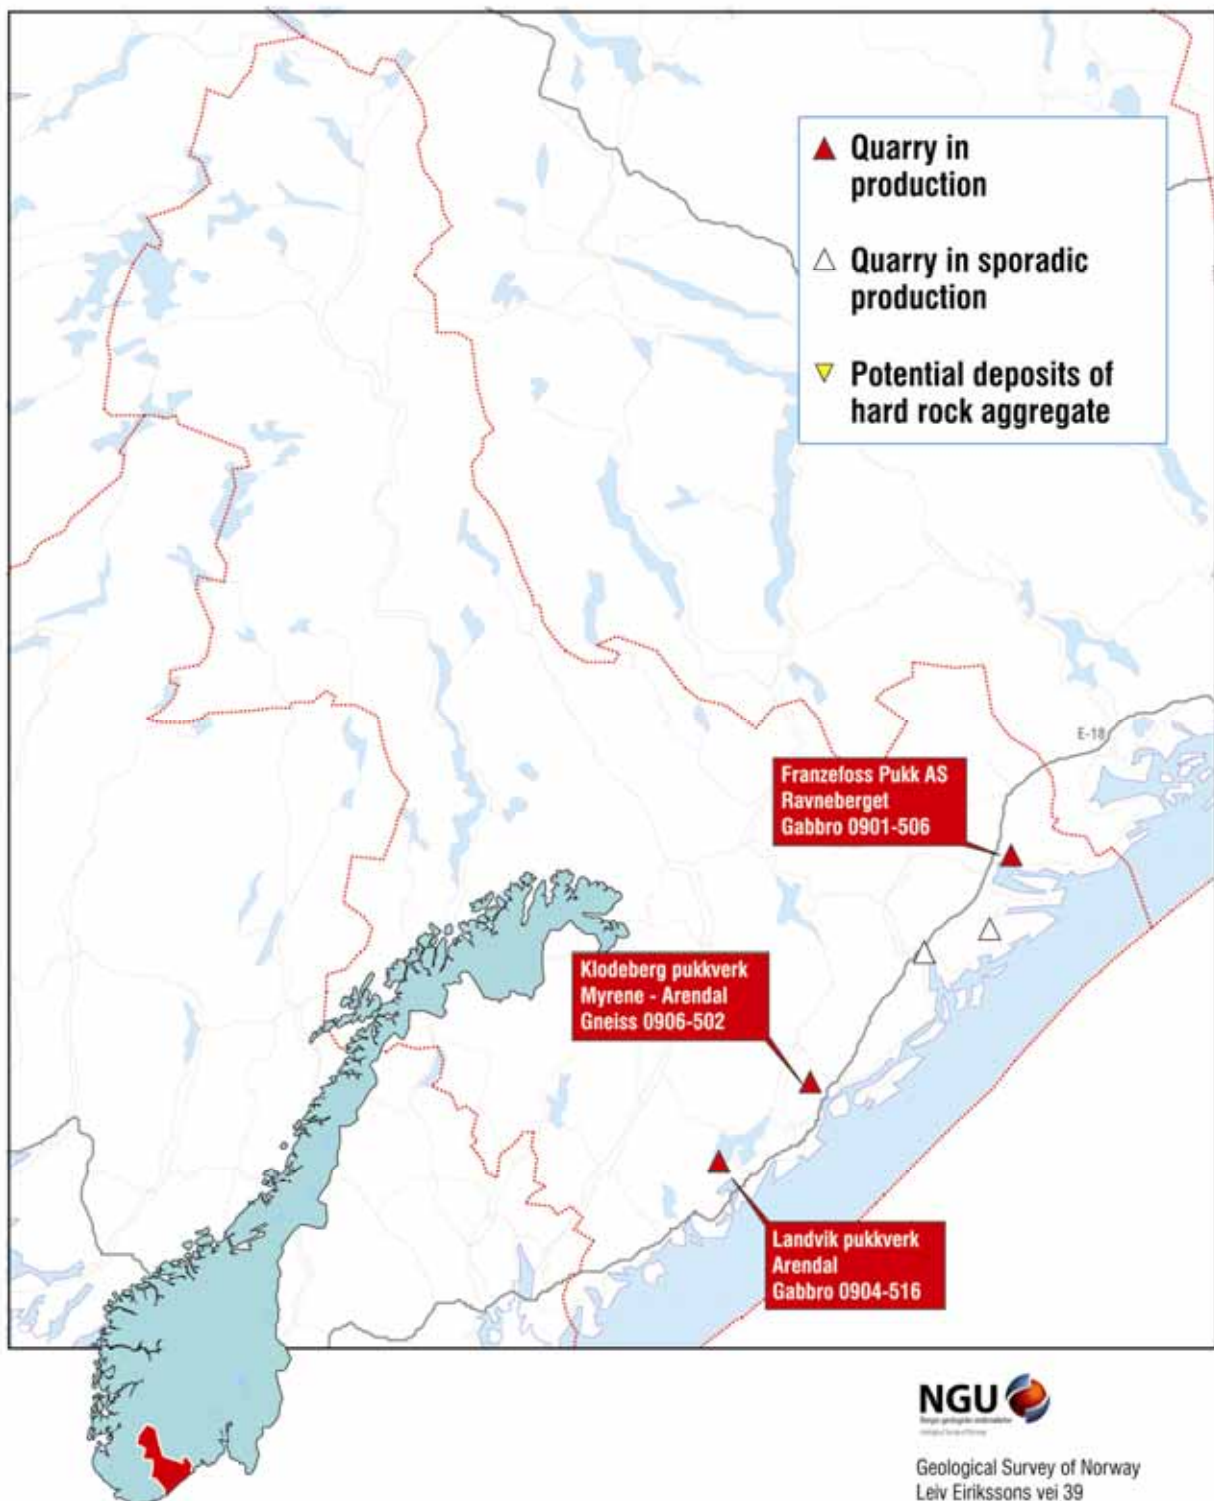 Quarry in
production
Quarry in sporadic
production
Potential deposits of
hard rock aggregate
E-18
Franzefoss Pukk AS
Ravneberget
Gabbro 0901-506
Klodeberg pukkverk
Myrene - Arendal
Gneiss 0906-502
Landvik pukkverk
Arendal
Gabbro 0904-516
NGU
Geological Survey of Norway
Leiv Eirikssons vei 39